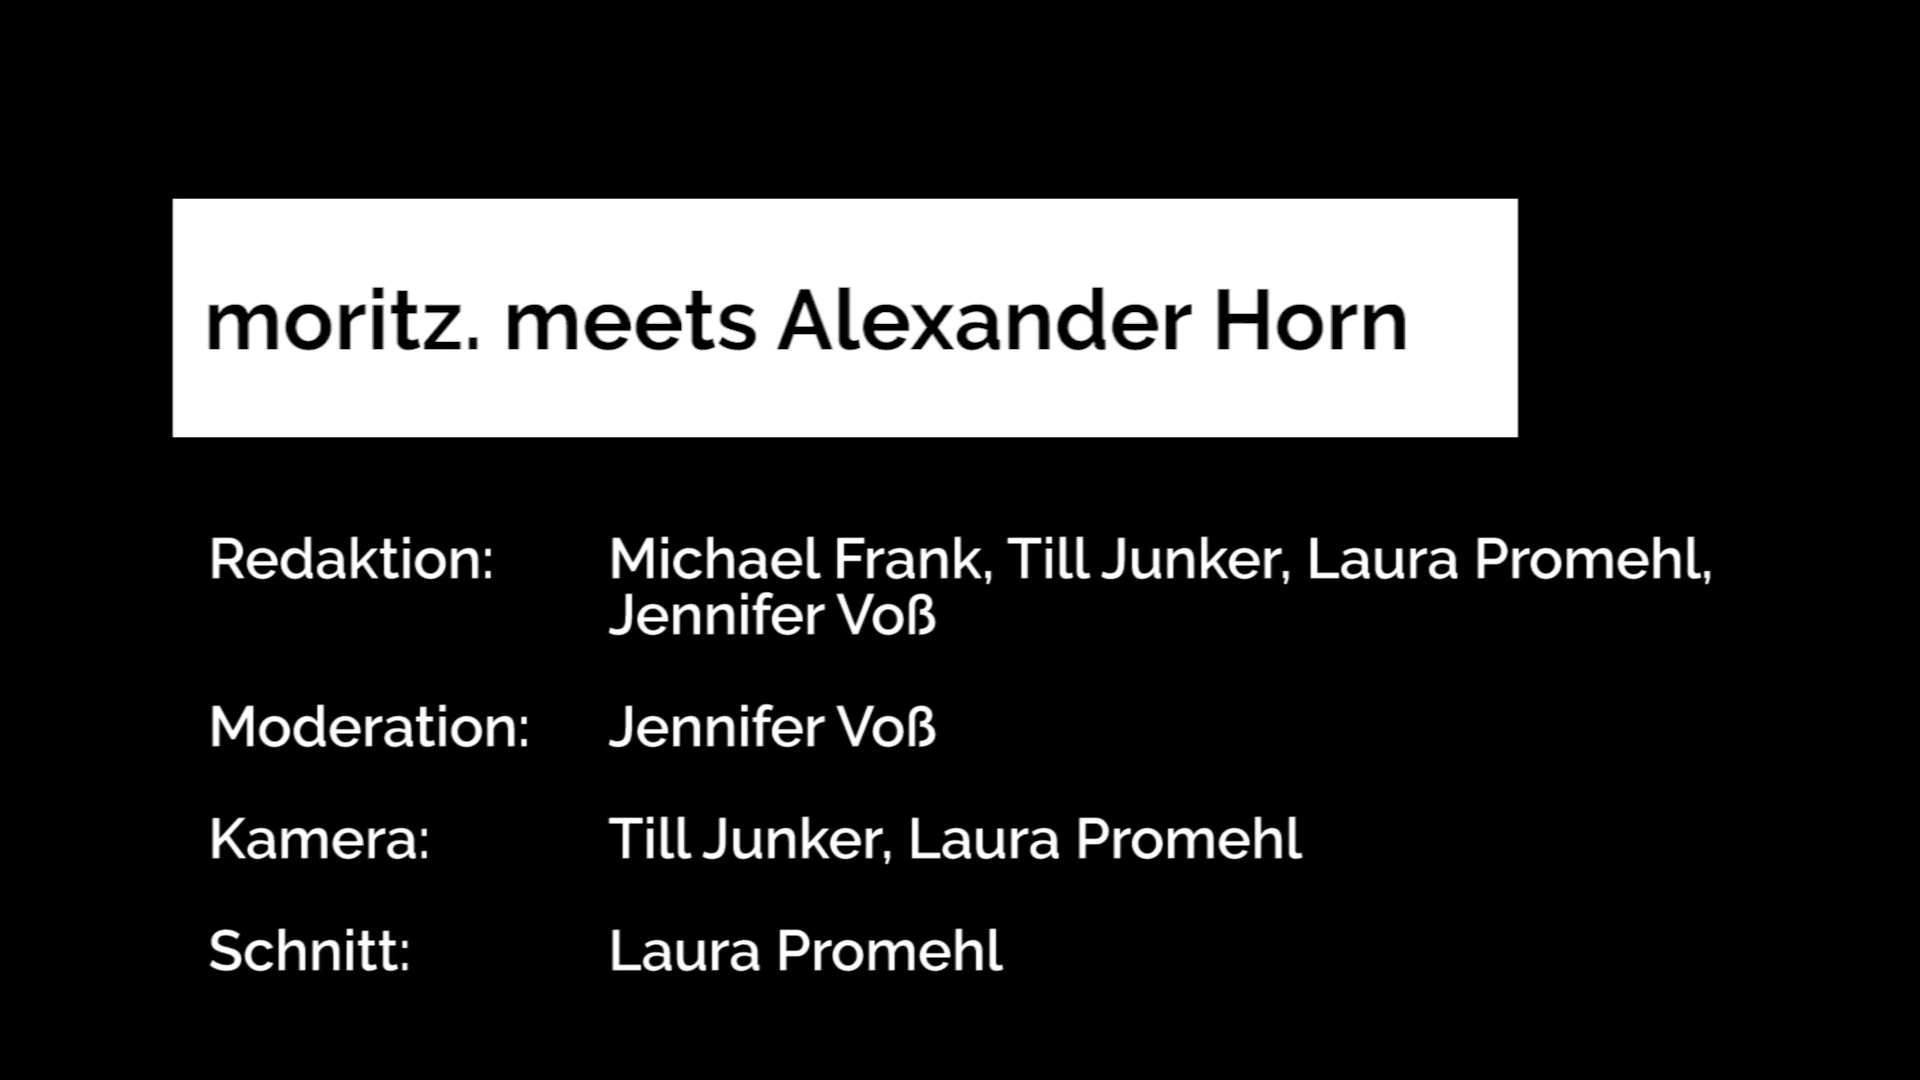 moritz. meets Alexander Horn
Redaktion: Michael Frank, Till Junker, Laura Promehl,
Jennifer Voß
Moderation: Jennifer Voß
Kamera: Till Junker, Laura Promehl
Schnitt: Laura Promehl